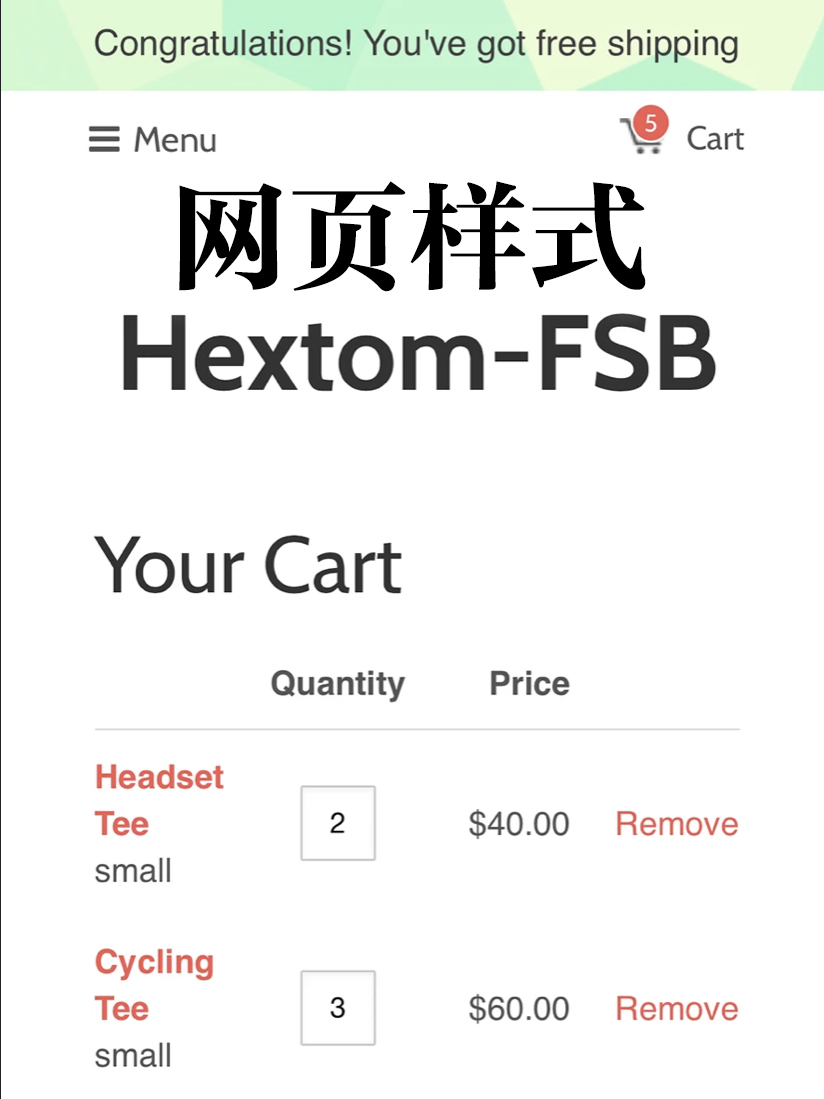 Congratulations! You've got free shipping
Menu
5
Cart
网页样式
Hextom-FSB
Your Cart
Quantity Price
Headset
Tee
small
2
$40.00
Remove
Cycling
Tee
small
3
$60.00
Remove